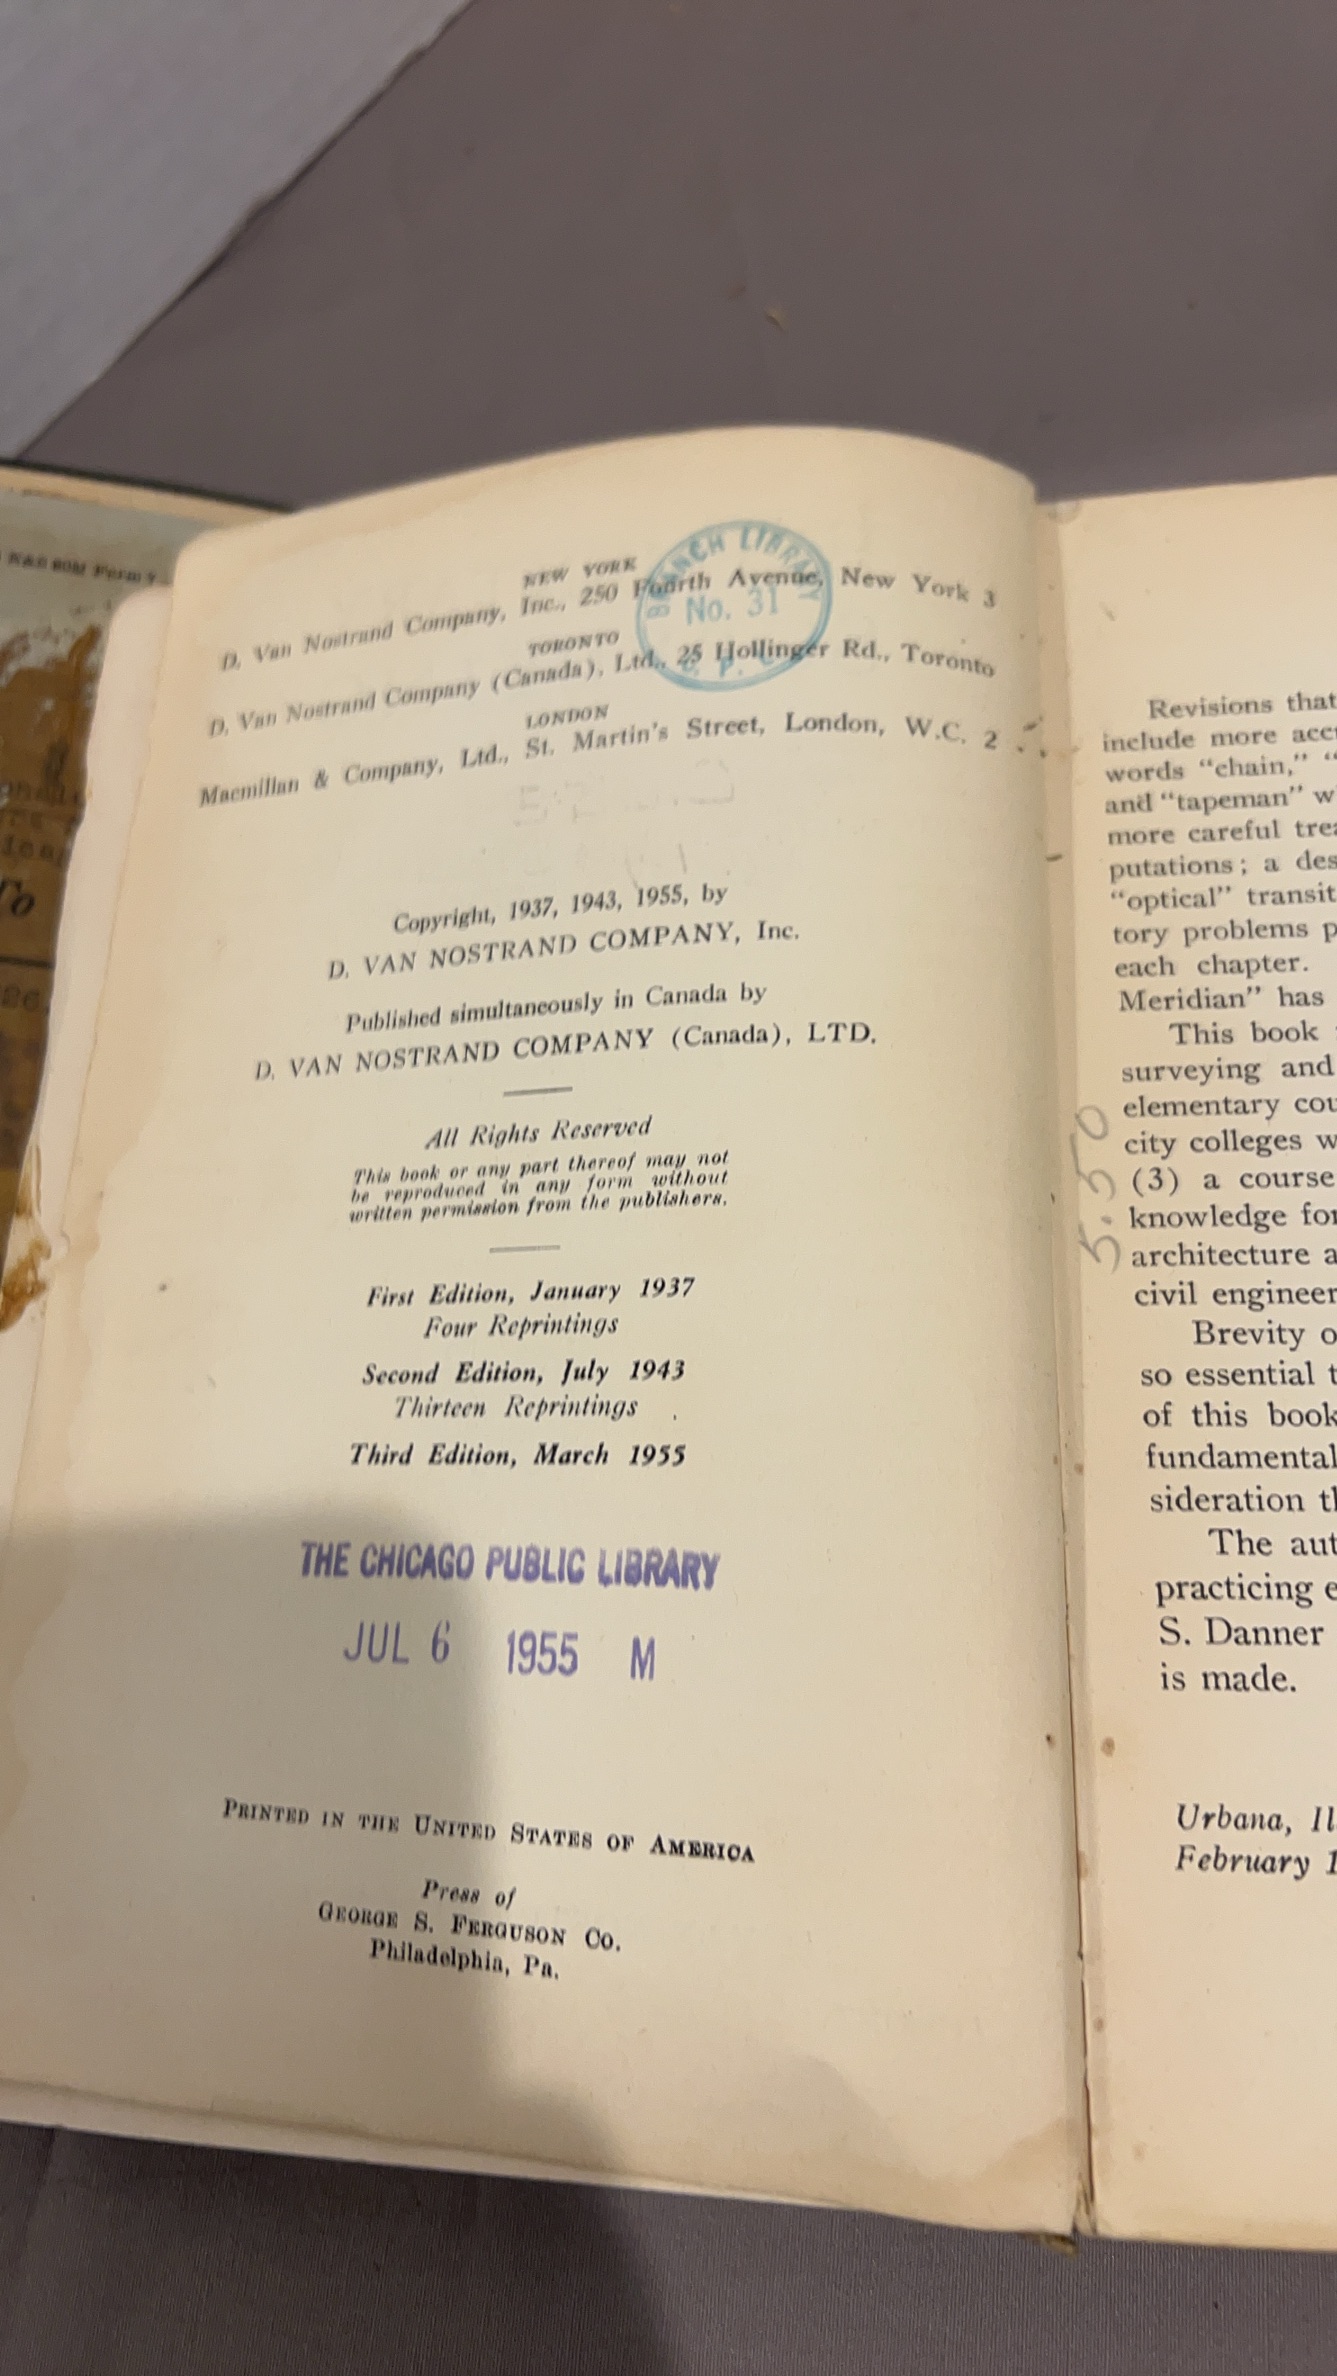 NEW YORK
D. Van Nostrand Company, Inc., 250 Fourth Avenue, New York 3
TORONTO
D. Van Nostrand Company (Canada), Ltd., 25 Hollinger Rd., Toronto
LONDON
Macmillan & Company, Ltd., St. Martin's Street, London, W.C. 2
BRANCH LIBRARY
No. 31
Copyright, 1937, 1943, 1955, by
D. VAN NOSTRAND COMPANY, Inc.
Published simultaneously in Canada by
D. VAN NOSTRAND COMPANY (Canada), LTD.
All Rights Reserved
This book or any part thereof may not
be reproduced in any form without
written permission from the publishers.
First Edition, January 1937
Four Reprintings
Second Edition, July 1943
Thirteen Reprintings
Third Edition, March 1955
THE CHICAGO PUBLIC LIBRARY
JUL 6 1955 M
PRINTED IN THE UNITED STATES OF AMERICA
Press of
GEORGE S. FERGUSON CO.
Philadelphia, Pa.
To
5.50
Revisions that
include more acc
words "chain," "
and "tapeman" w
more careful trea
putations; a des
"optical" transit
tory problems p
each chapter.
Meridian" has
This book
surveying and
elementary cou
city colleges w
(3) a course
knowledge for
architecture a
civil engineer
Brevity o
so essential t
of this book
fundamental
sideration th
The aut
practicing e
S. Danner
is made.
Urbana, Il
February 1